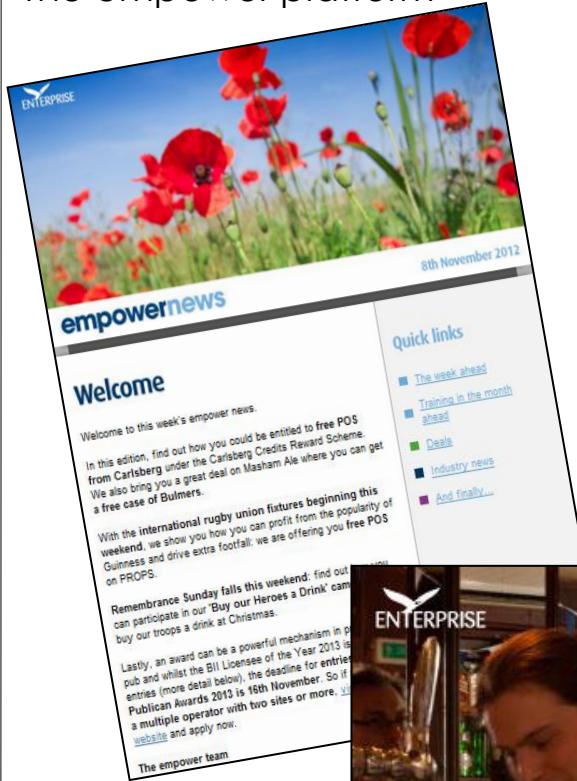 The empower platform
ENTERPRISE
8th November 2012
empowernews
Welcome
Welcome to this week's empower news.
In this edition, find out how you could be entitled to free POS
from Carlsberg under the Carlsberg Credits Reward Scheme.
We also bring you a great deal on Masham Ale where you can get
a free case of Bulmers.
With the international rugby union fixtures beginning this
weekend, we show you how you can profit from the popularity of
Guinness and drive extra footfall: we are offering you free POS
on PROPS.
Remembrance Sunday falls this weekend: find out
can participate in our 'Buy our Heroes a Drink'
buy our troops a drink at Christmas.
Lastly, an award can be a powerful mechanism in
pub and whilst the BII Licensee of the Year 2013 is
entries (more detail below), the deadline for entries
Publican Awards 2013 is 16th November. So if
a multiple operator with two sites or more,
website and apply now.
The empower team
Quick links
The week ahead
Training in the month
ahead
Deals
Industry news
And finally...
ENTERPRISE